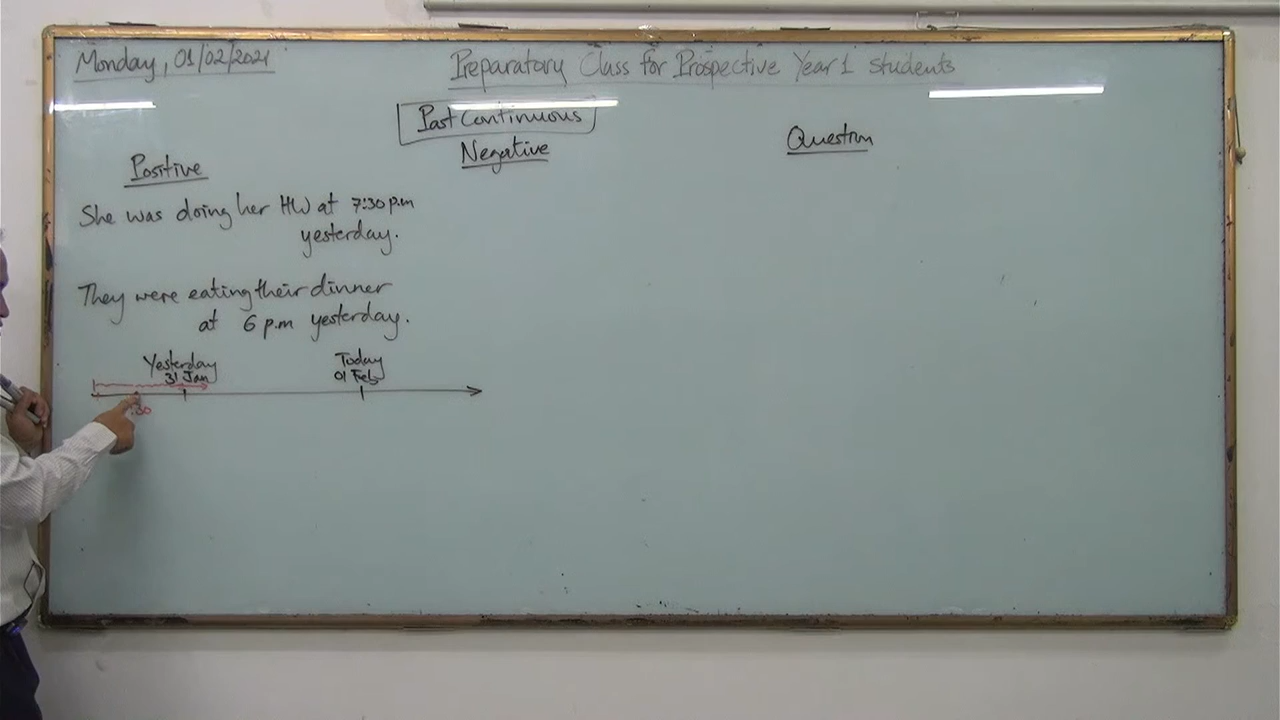 Monday, 01/02/2021
Preparatory Class for Prospective Year 1 students
Past Continuous
Positive
Negative
Question
She was doing her HW at 7:30 p.m
yesterday.
They were eating their dinner
at 6 p.m yesterday.
Yesterday
31 Jan
Today
01 Feb
:30